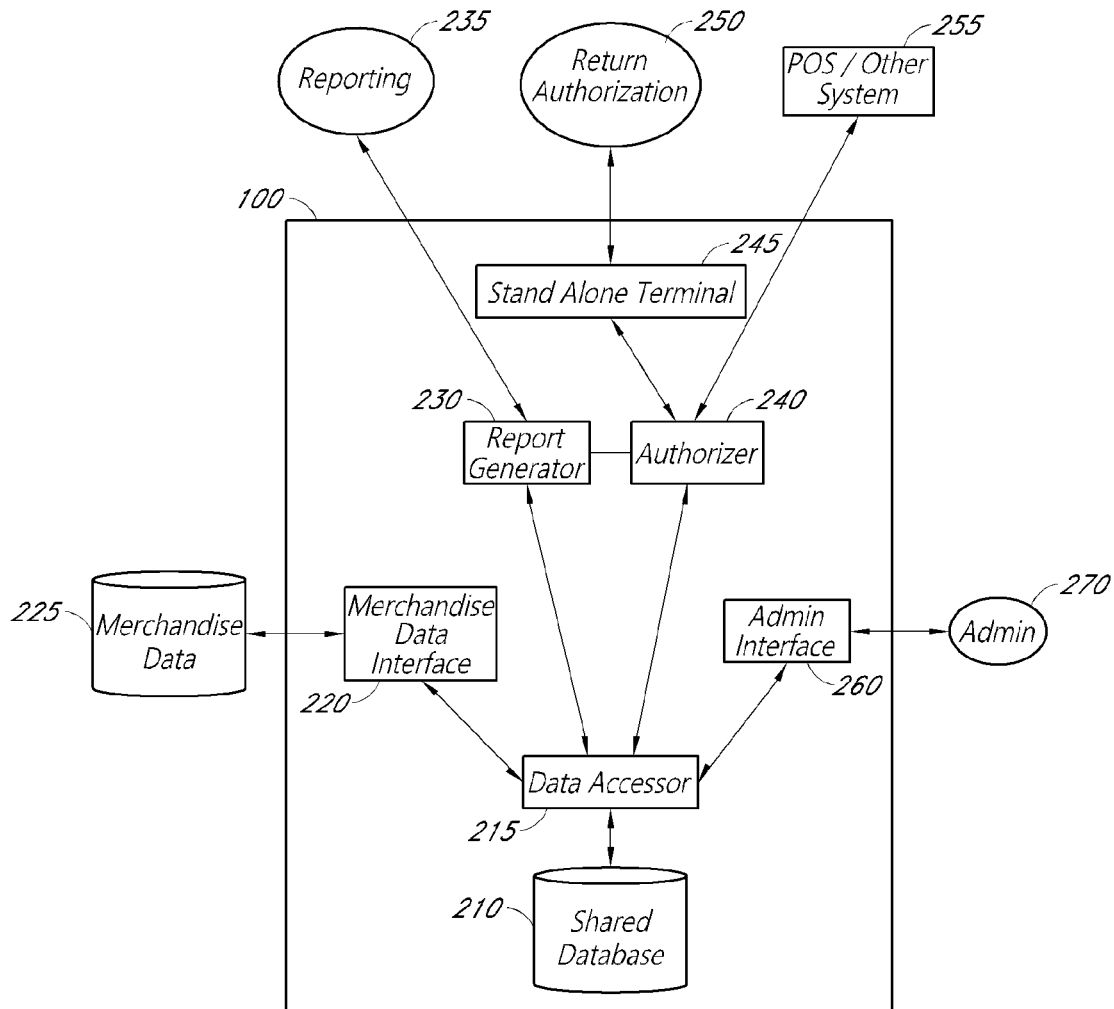 235
Reporting
250
Return
Authorization
255
POS / Other
System
100
245
Stand Alone Terminal
230
Report
Generator
240
Authorizer
225
Merchandise
Data
Merchandise
Data
Interface
220
Admin
Interface
260
270
Admin
Data Accessor
215
210
Shared
Database